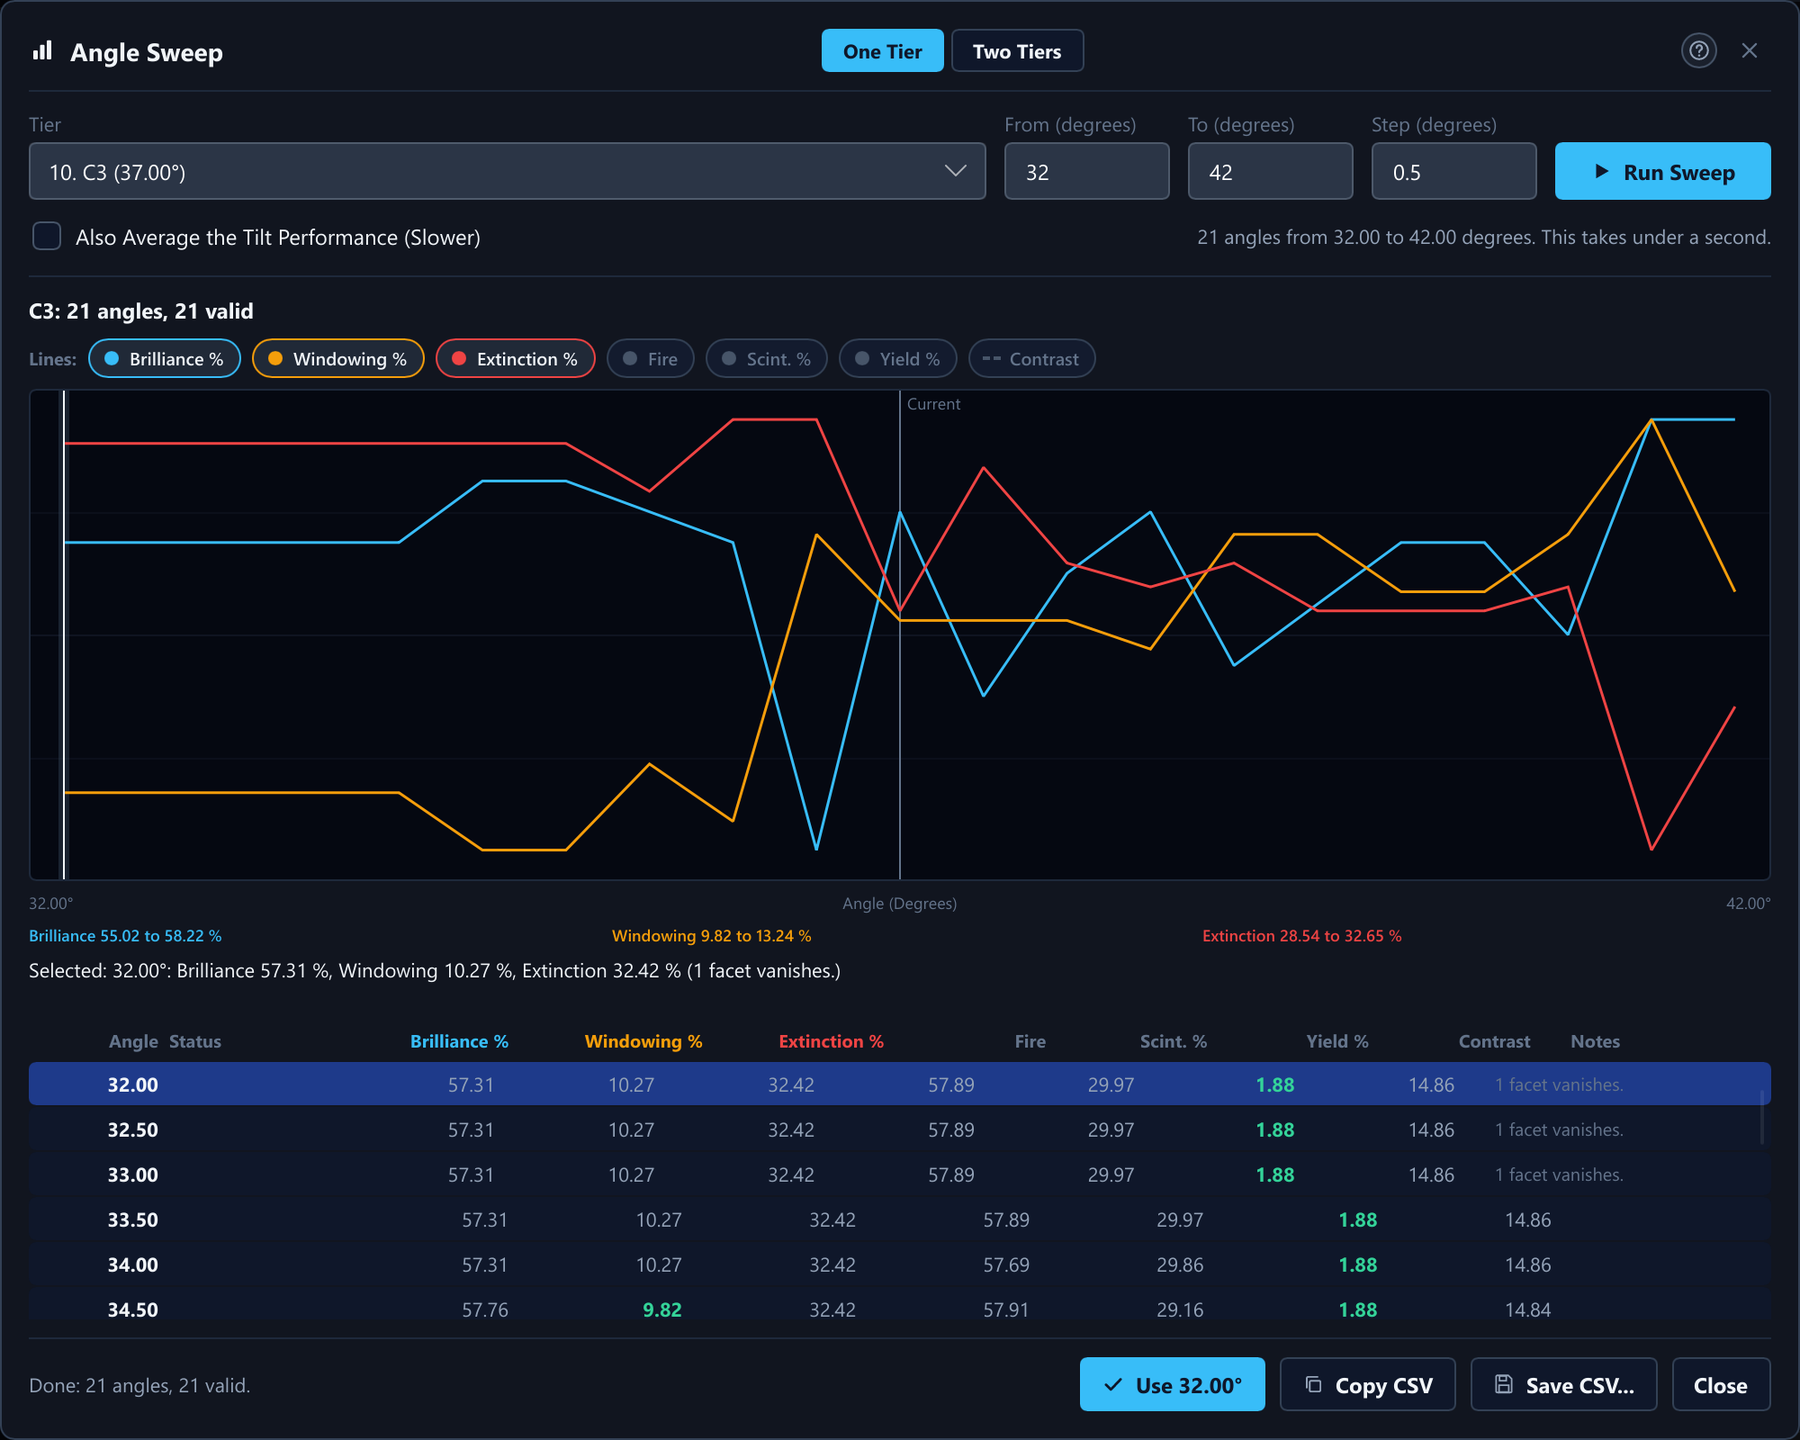 Angle Sweep
One Tier
Two Tiers
Tier
From (degrees)
To (degrees)
Step (degrees)
10. C3 (37.00°)
32
42
0.5
Run Sweep
Also Average the Tilt Performance (Slower)
21 angles from 32.00 to 42.00 degrees. This takes under a second.
C3: 21 angles, 21 valid
Lines: Brilliance % Windowing % Extinction % Fire Scint. % Yield % Contrast
Current
32.00° Angle (Degrees) 42.00°
Brilliance 55.02 to 58.22 % Windowing 9.82 to 13.24 % Extinction 28.54 to 32.65 %
Selected: 32.00°: Brilliance 57.31 %, Windowing 10.27 %, Extinction 32.42 % (1 facet vanishes.)
Angle Status Brilliance % Windowing % Extinction % Fire Scint. % Yield % Contrast Notes
32.00 57.31 10.27 32.42 57.89 29.97 1.88 14.86 1 facet vanishes.
32.50 57.31 10.27 32.42 57.89 29.97 1.88 14.86 1 facet vanishes.
33.00 57.31 10.27 32.42 57.89 29.97 1.88 14.86 1 facet vanishes.
33.50 57.31 10.27 32.42 57.89 29.97 1.88 14.86
34.00 57.31 10.27 32.42 57.69 29.86 1.88 14.86
34.50 57.76 9.82 32.42 57.91 29.16 1.88 14.84
Done: 21 angles, 21 valid.
Use 32.00°
Copy CSV
Save CSV...
Close